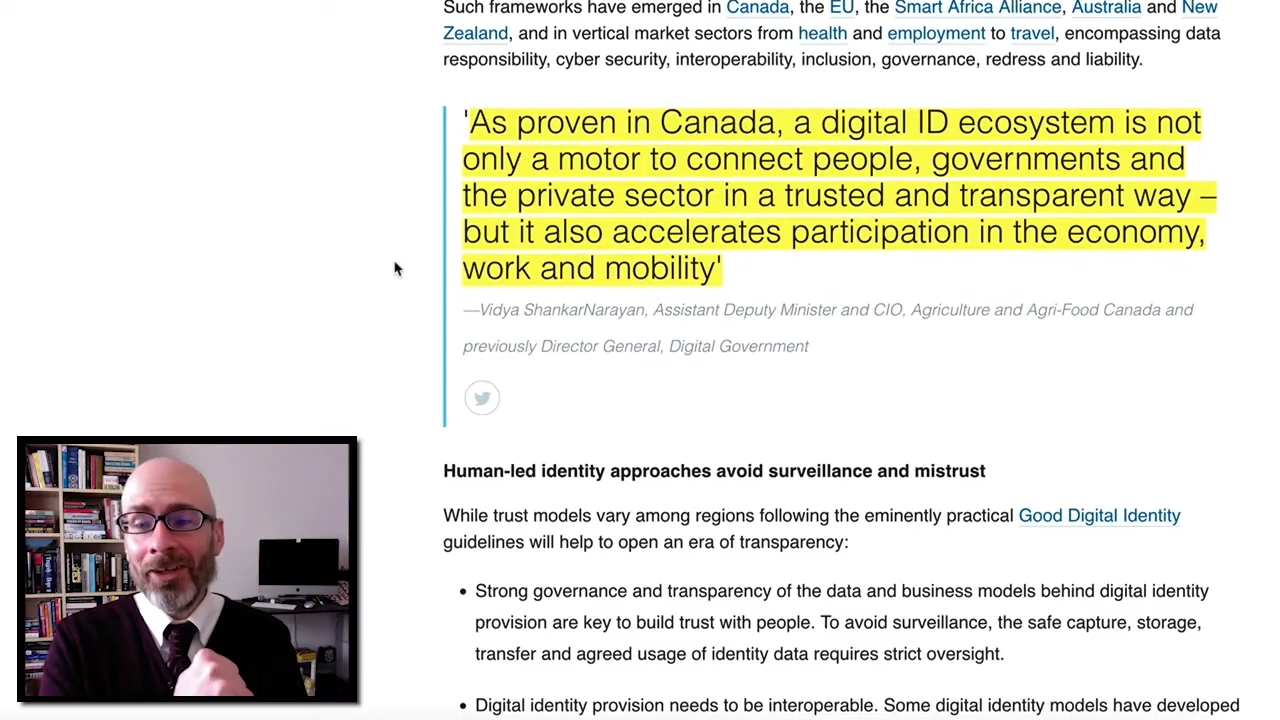 Such frameworks have emerged in Canada, the EU, the Smart Africa Alliance, Australia and New
Zealand, and in vertical market sectors from health and employment to travel, encompassing data
responsibility, cyber security, interoperability, inclusion, governance, redress and liability.
'As proven in Canada, a digital ID ecosystem is not
only a motor to connect people, governments and
the private sector in a trusted and transparent way –
but it also accelerates participation in the economy,
work and mobility'
—Vidya ShankarNarayan, Assistant Deputy Minister and CIO, Agriculture and Agri-Food Canada and
previously Director General, Digital Government
Human-led identity approaches avoid surveillance and mistrust
While trust models vary among regions following the eminently practical Good Digital Identity
guidelines will help to open an era of transparency:
• Strong governance and transparency of the data and business models behind digital identity
provision are key to build trust with people. To avoid surveillance, the safe capture, storage,
transfer and agreed usage of identity data requires strict oversight.
• Digital identity provision needs to be interoperable. Some digital identity models have developed